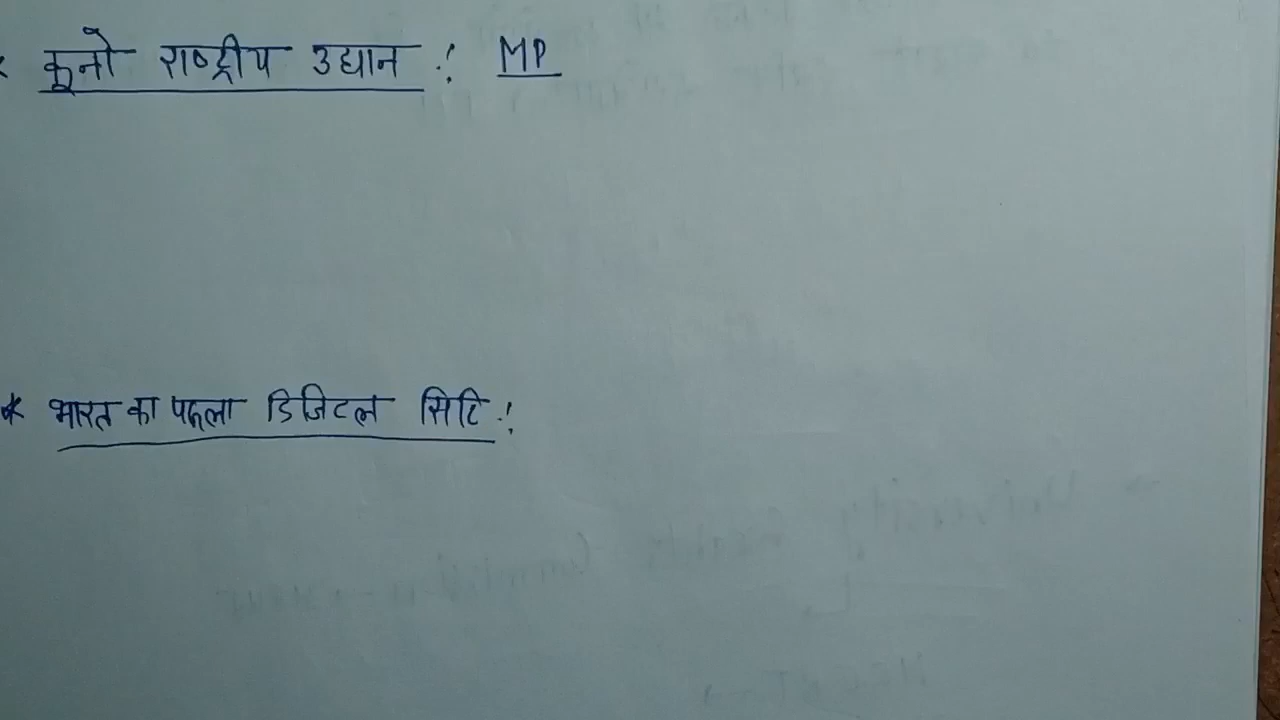 * कूनो राष्ट्रीय उद्यान :! MP
* भारत का पहला डिजिटल सिटि :!